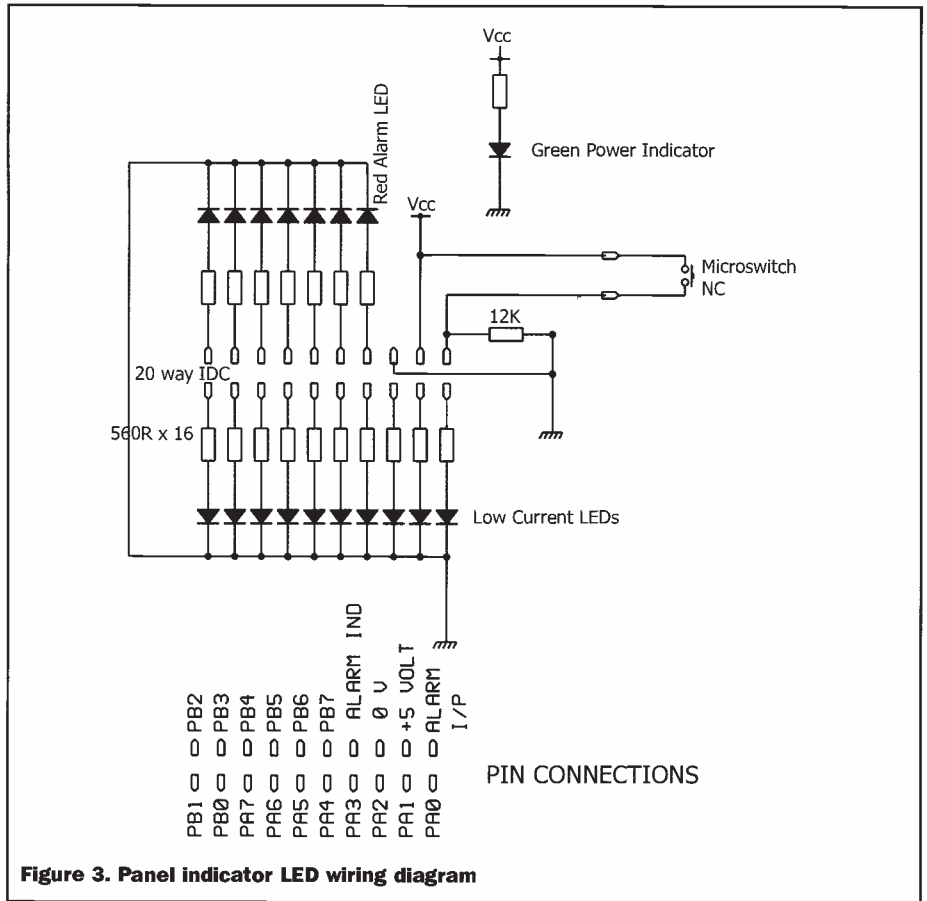 Vcc
Red Alarm LED
Green Power Indicator
Vcc
Microswitch
NC
12K
20 way IDC
560R x 16
Low Current LEDs
PB2
PB3
PB4
PB5
PB6
PB7
ALARM IND
0 V
+5 VOLT
ALARM
I/P
PB1
PB0
PA7
PA6
PA5
PA4
PA3
PA2
PA1
PA0
PIN CONNECTIONS
Figure 3. Panel indicator LED wiring diagram